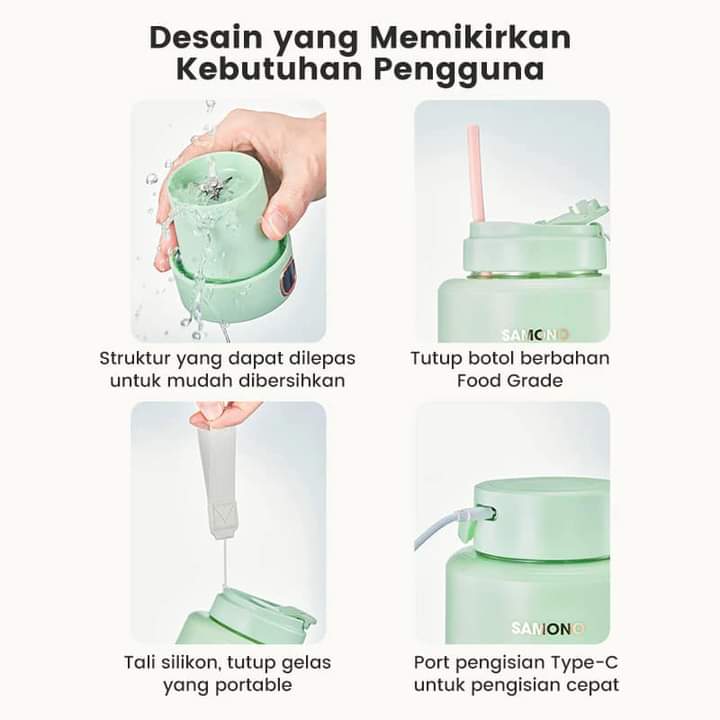 Desain yang Memikirkan
Kebutuhan Pengguna
Struktur yang dapat dilepas
untuk mudah dibersihkan
SAMONO
Tutup botol berbahan
Food Grade
Tali silikon, tutup gelas
yang portable
SAMONO
Port pengisian Type-C
untuk pengisian cepat